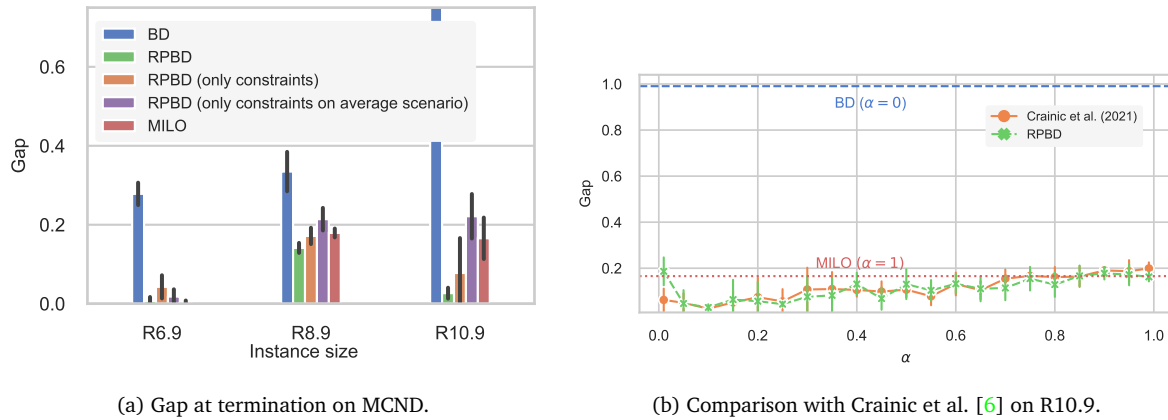 BD
RPBD
RPBD (only constraints)
RPBD (only constraints on average scenario)
MILO
Gap
0.6
0.4
0.2
0.0
R6.9
R8.9
R10.9
Instance size
(a) Gap at termination on MCND.
1.0
0.8
0.6
0.4
0.2
Gap
BD (α = 0)
Crainic et al. (2021)
RPBD
MILO (α = 1)
0.0
0.2
0.4
0.6
0.8
1.0
α
(b) Comparison with Crainic et al. [6] on R10.9.